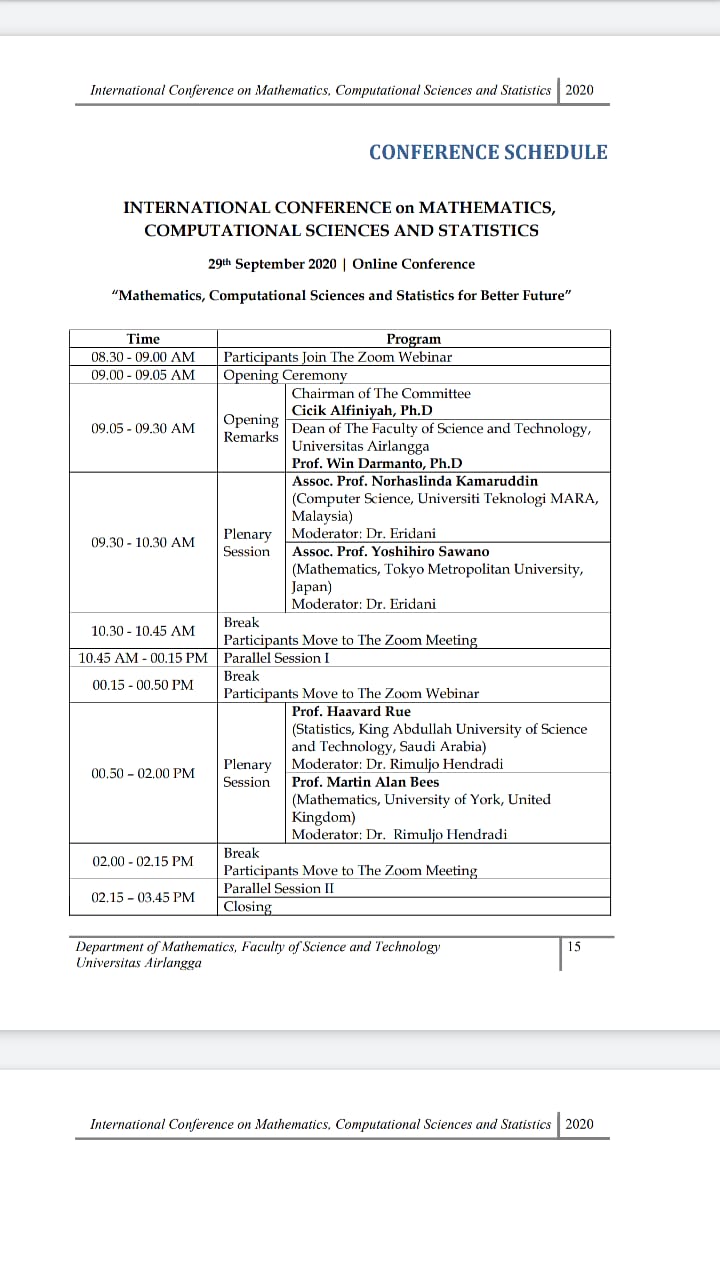 International Conference on Mathematics, Computational Sciences and Statistics 2020
CONFERENCE SCHEDULE
INTERNATIONAL CONFERENCE on MATHEMATICS,
COMPUTATIONAL SCIENCES AND STATISTICS
29th September 2020 | Online Conference
“Mathematics, Computational Sciences and Statistics for Better Future”
Time Program
08.30 - 09.00 AM Participants Join The Zoom Webinar
09.00 - 09.05 AM Opening Ceremony
09.05 - 09.30 AM
Opening
Remarks
Chairman of The Committee
Cicik Alfiniyah, Ph.D
Dean of The Faculty of Science and Technology,
Universitas Airlangga
Prof. Win Darmanto, Ph.D
09.30 - 10.30 AM
Plenary
Session
Assoc. Prof. Norhaslinda Kamaruddin
(Computer Science, Universiti Teknologi MARA,
Malaysia)
Moderator: Dr. Eridani
Assoc. Prof. Yoshihiro Sawano
(Mathematics, Tokyo Metropolitan University,
Japan)
Moderator: Dr. Eridani
10.30 - 10.45 AM
Break
Participants Move to The Zoom Meeting
10.45 AM - 00.15 PM Parallel Session I
00.15 - 00.50 PM
Break
Participants Move to The Zoom Webinar
00.50 – 02.00 PM
Plenary
Session
Prof. Haavard Rue
(Statistics, King Abdullah University of Science
and Technology, Saudi Arabia)
Moderator: Dr. Rimuljo Hendradi
Prof. Martin Alan Bees
(Mathematics, University of York, United
Kingdom)
Moderator: Dr. Rimuljo Hendradi
02.00 - 02.15 PM
Break
Participants Move to The Zoom Meeting
02.15 – 03.45 PM
Parallel Session II
Closing
Department of Mathematics, Faculty of Science and Technology
Universitas Airlangga
15
International Conference on Mathematics, Computational Sciences and Statistics 2020